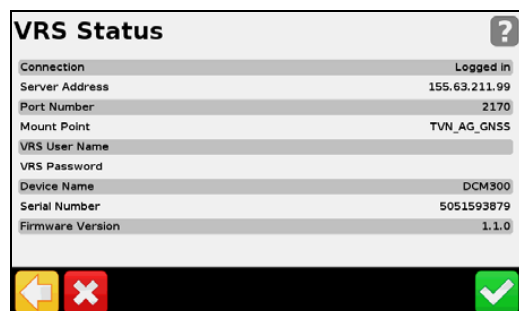 VRS Status ?
Connection Logged in
Server Address 155.63.211.99
Port Number 2170
Mount Point TVN_AG_GNSS
VRS User Name
VRS Password
Device Name DCM300
Serial Number 5051593879
Firmware Version 1.1.0